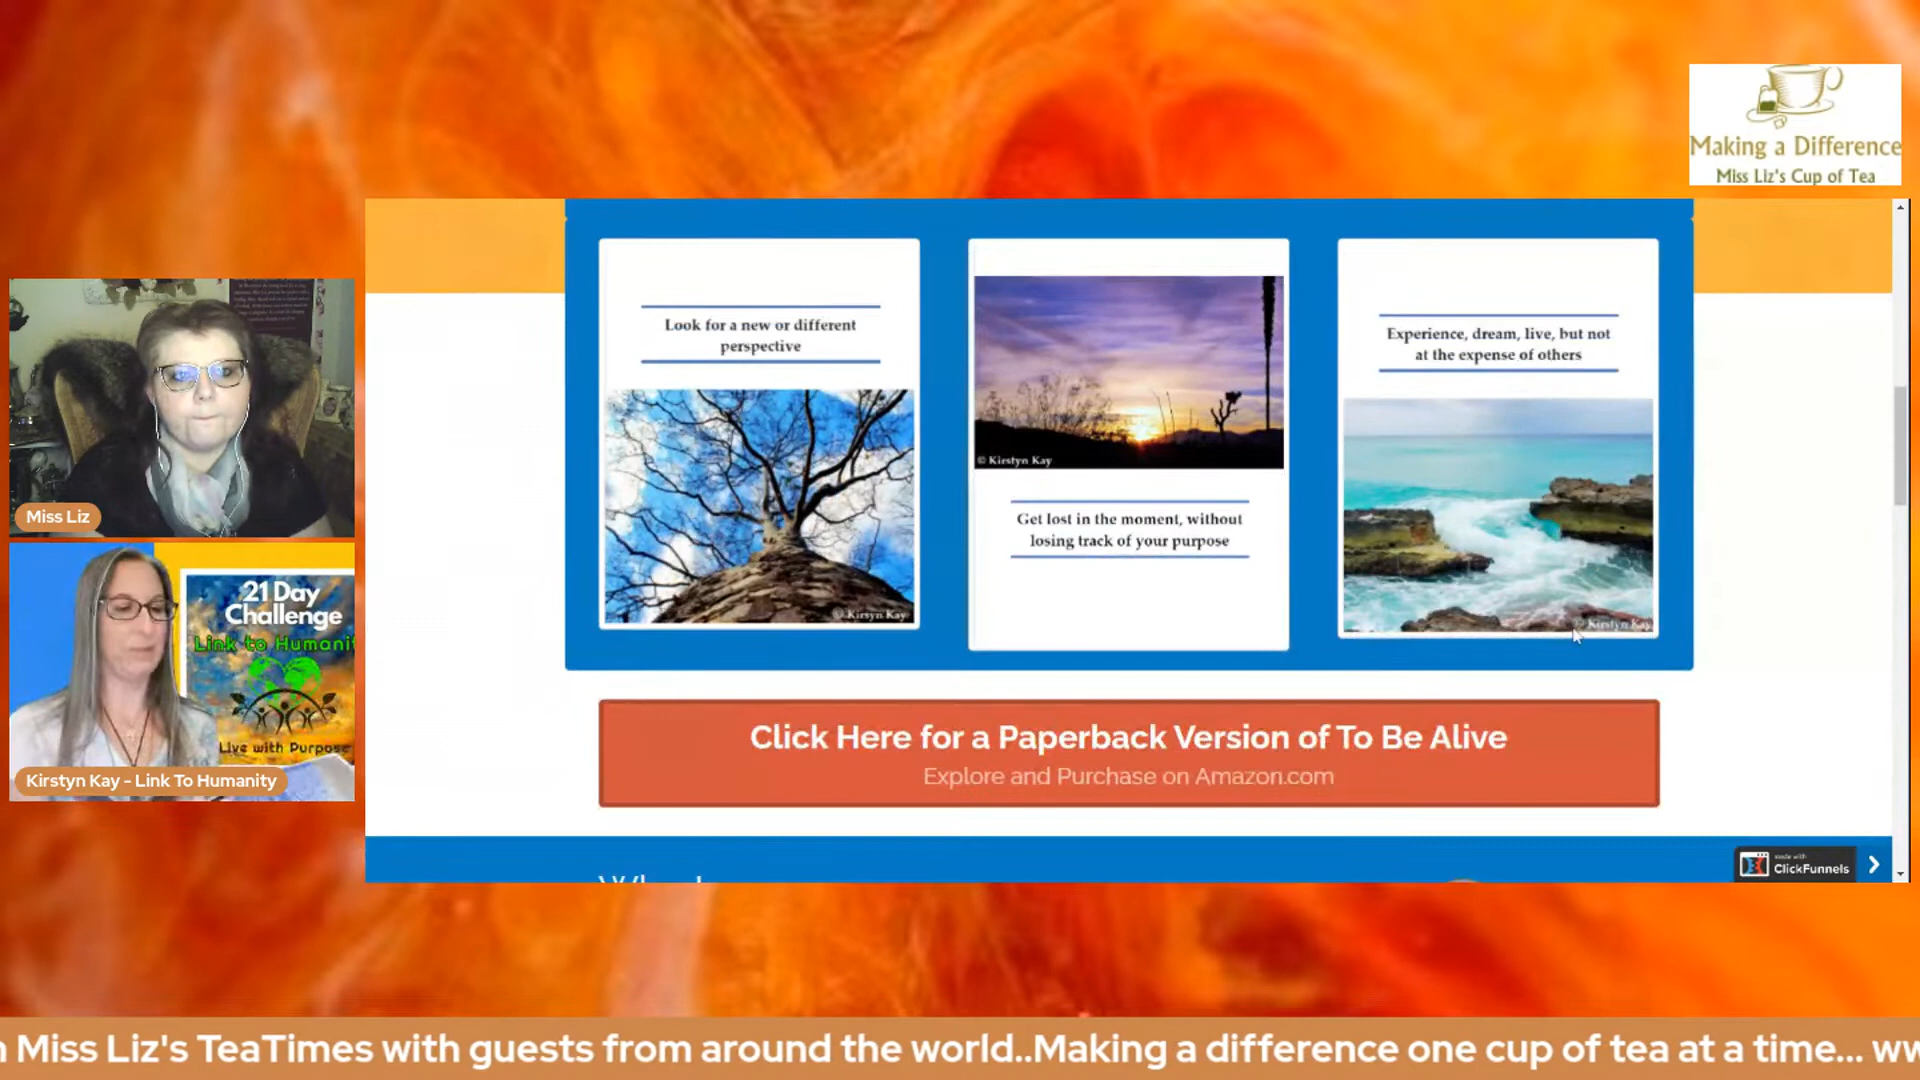 Making a Difference
Miss Liz's Cup of Tea
Look for a new or different
perspective
© Kirsyn Kay
© Kirstyn Kay
Get lost in the moment, without
losing track of your purpose
Experience, dream, live, but not
at the expense of others
© Kirstyn Kay
Miss Liz
21 Day
Challenge
Link to Humanit
Live with Purpose
Kirstyn Kay - Link To Humanity
Click Here for a Paperback Version of To Be Alive
Explore and Purchase on Amazon.com
made with
ClickFunnels
Miss Liz's TeaTimes with guests from around the world..Making a difference one cup of tea at a time... ww